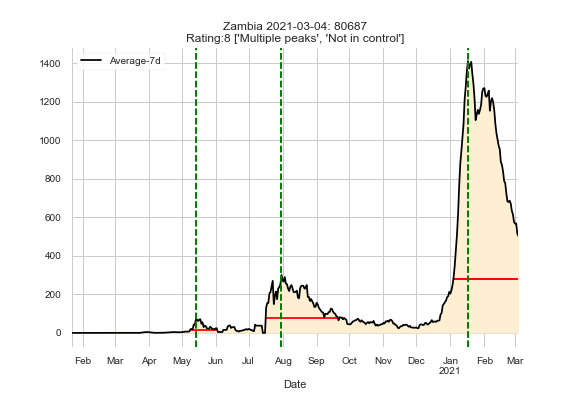 Zambia 2021-03-04: 80687
Rating:8 ['Multiple peaks', 'Not in control']
Average-7d
1400
1200
1000
800
600
400
200
0
Feb Mar Apr May Jun Jul Aug Sep Oct Nov Dec Jan Feb Mar
2021
Date